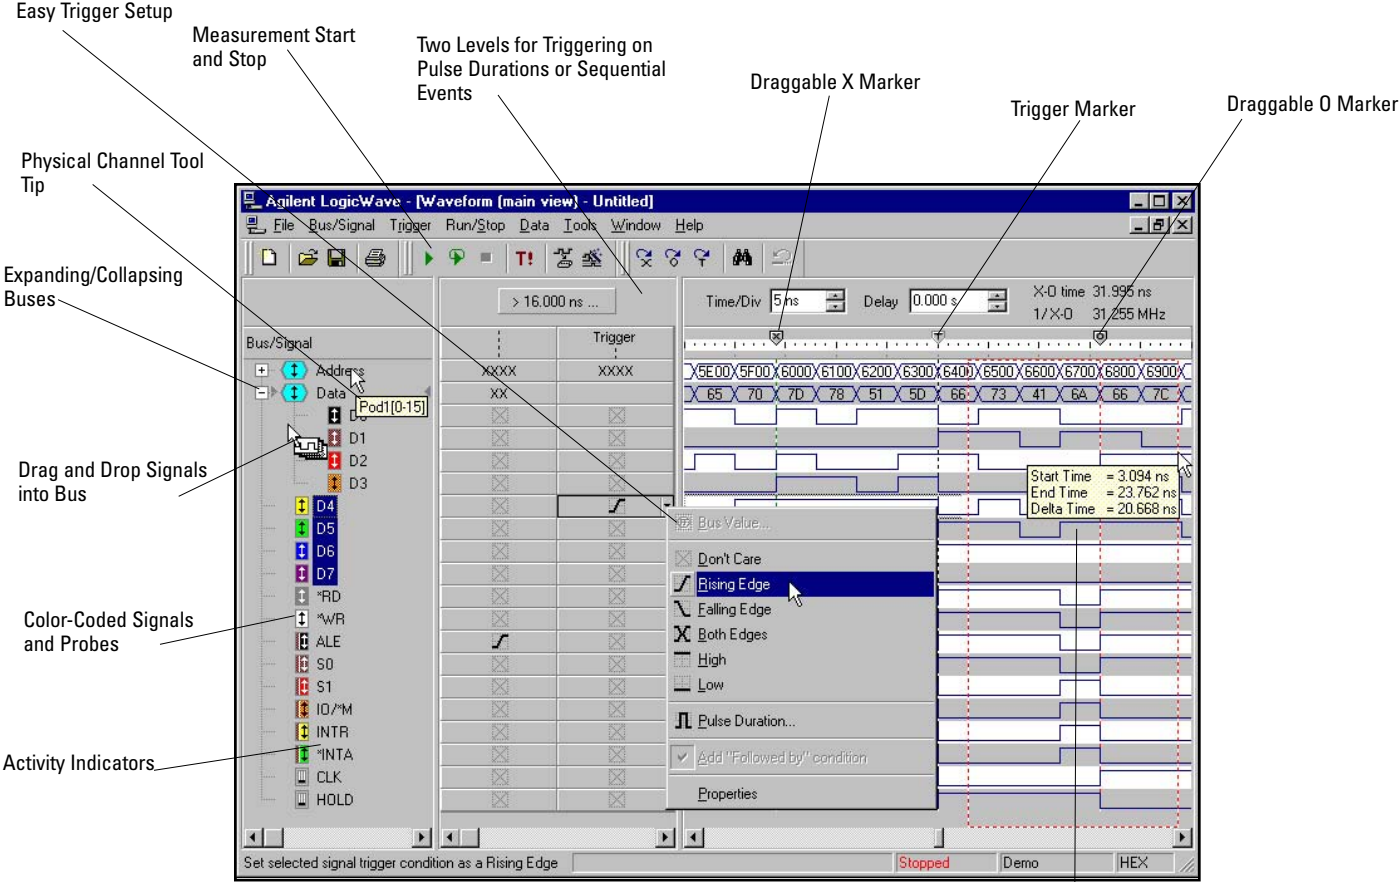 Easy Trigger Setup
Measurement Start
and Stop
Two Levels for Triggering on
Pulse Durations or Sequential
Events
Draggable X Marker
Trigger Marker
Draggable O Marker
Physical Channel Tool
Tip
Expanding/Collapsing
Buses
Drag and Drop Signals
into Bus
Color-Coded Signals
and Probes
Activity Indicators
Agilent LogicWave - [Waveform (main view) - Untitled]
File Bus/Signal Trigger Run/Stop Data Tools Window Help
T!
> 16.000 ns ...
Time/Div 5 ns Delay 0.000 s
X-O time 31.995 ns
1/X-O 31.255 MHz
Bus/Signal
Trigger
X T O
Address XXXX XXXX 5E00 5F00 6000 6100 6200 6300 6400 6500 6600 6700 6800 6900
Data XX 65 70 7D 78 51 5D 66 73 41 6A 66 7C
Pod1[0-15]
D1
D2
D3
D4
D5
D6
D7
*RD
*WR
ALE
S0
S1
IO/*M
INTR
*INTA
CLK
HOLD
Start Time = 3.094 ns
End Time = 23.762 ns
Delta Time = 20.668 ns
Bus Value...
Don't Care
Rising Edge
Falling Edge
Both Edges
High
Low
Pulse Duration...
Add "Followed by" condition
Properties
Set selected signal trigger condition as a Rising Edge
Stopped
Demo
HEX